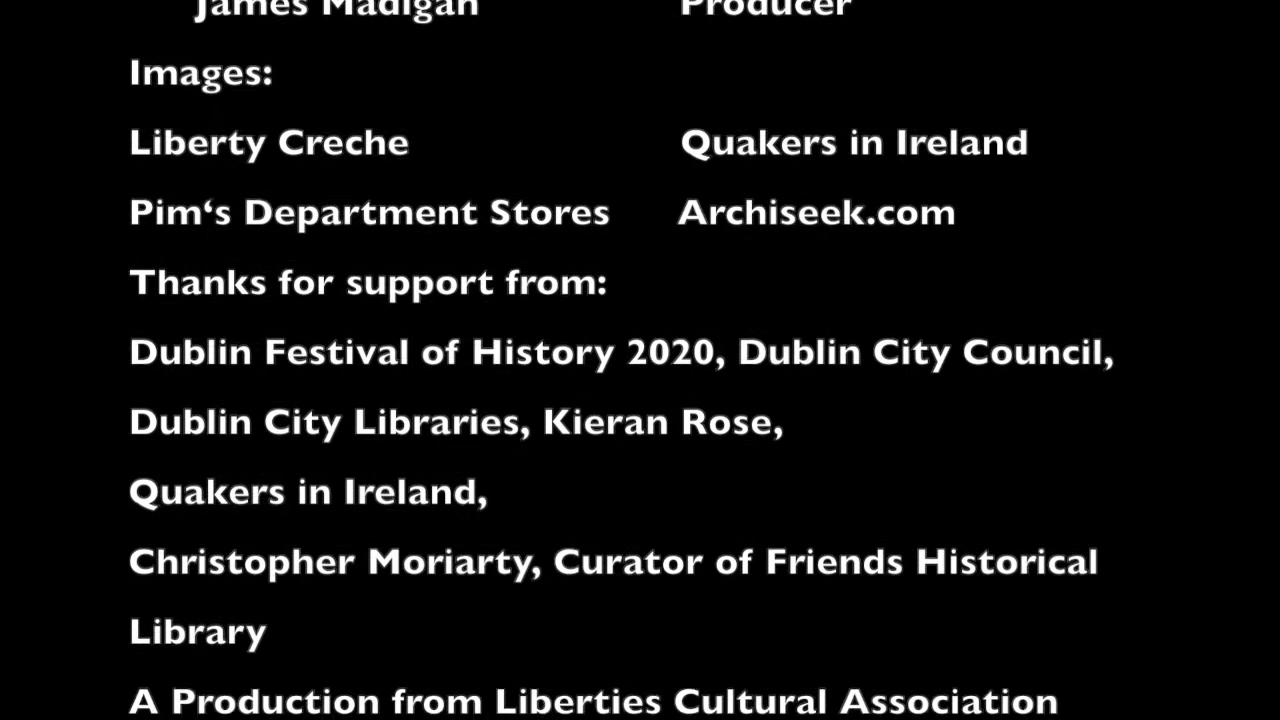 James Madigan Producer
Images:
Liberty Creche Quakers in Ireland
Pim‘s Department Stores Archiseek.com
Thanks for support from:
Dublin Festival of History 2020, Dublin City Council,
Dublin City Libraries, Kieran Rose,
Quakers in Ireland,
Christopher Moriarty, Curator of Friends Historical
Library
A Production from Liberties Cultural Association